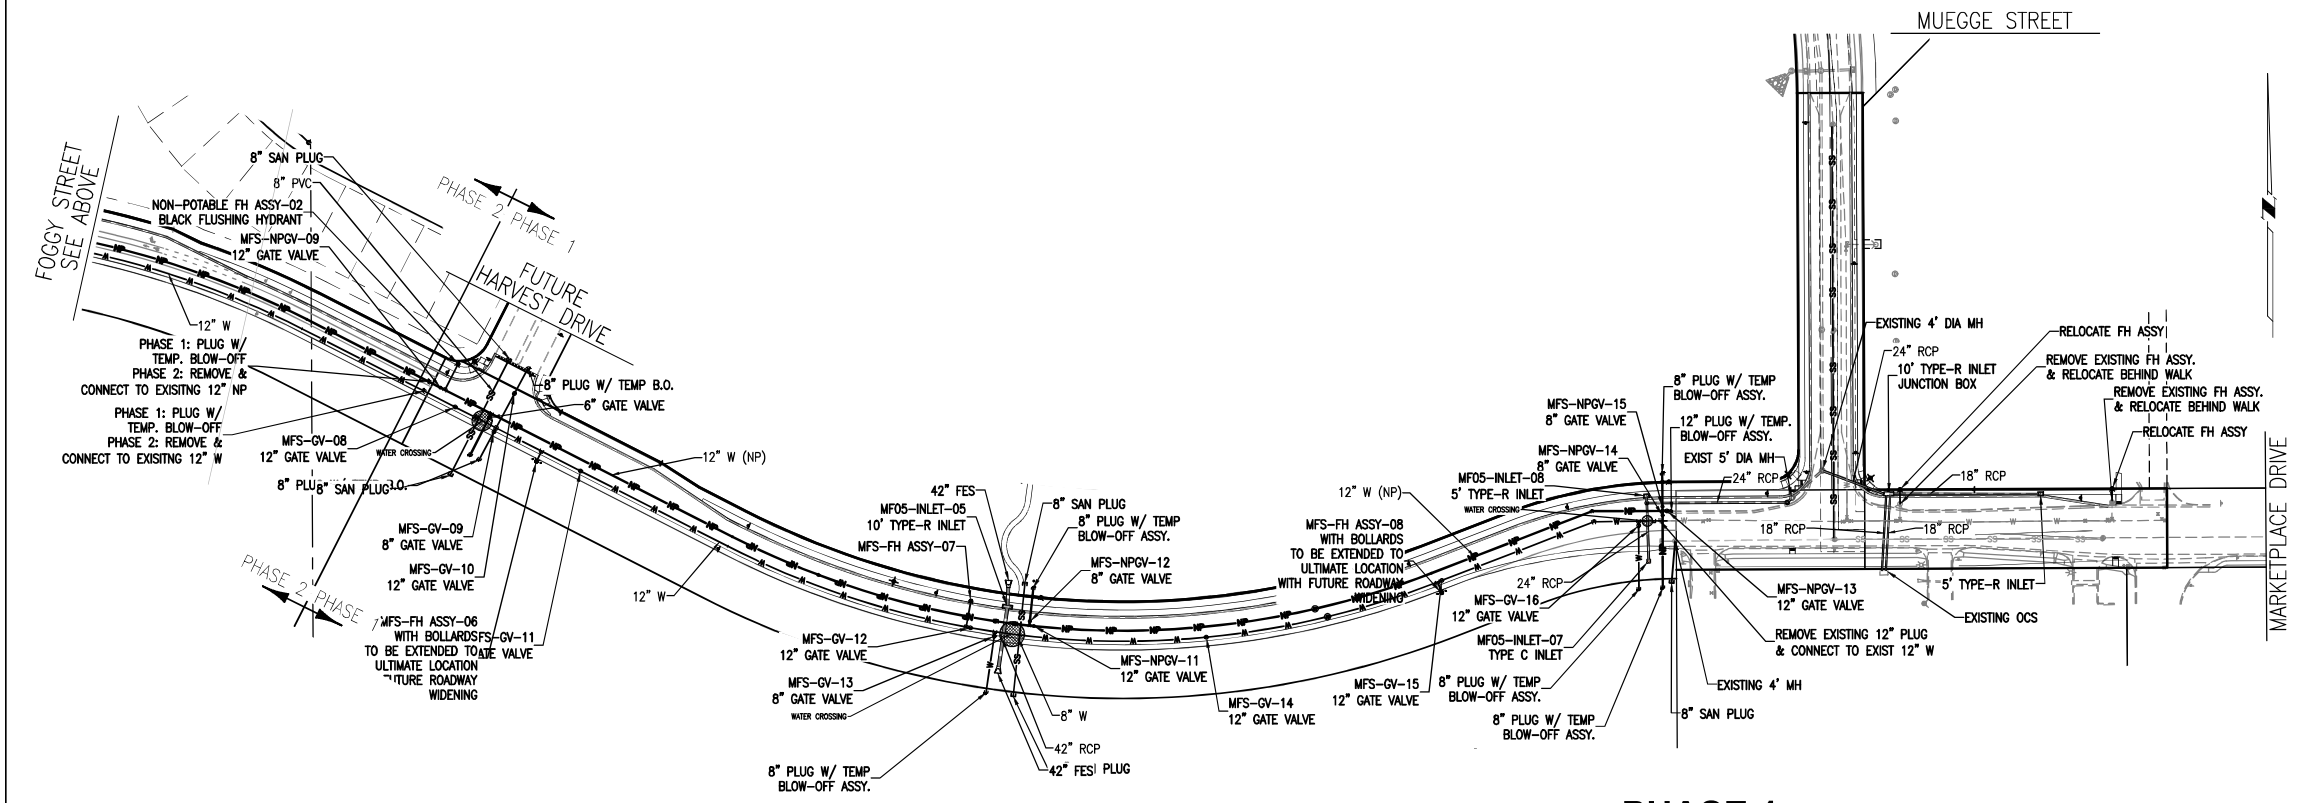 MUEGGE STREET
FOGGY STREET
SEE ABOVE
8" SAN PLUG
8" PVC
NON-POTABLE FH ASSY-02
BLACK FLUSHING HYDRANT
MFS-NPGV-09
12" GATE VALVE
PHASE 2
PHASE 1
FUTURE
HARVEST DRIVE
12" W
PHASE 1: PLUG W/
TEMP. BLOW-OFF
PHASE 2: REMOVE &
CONNECT TO EXISITNG 12" NP
PHASE 1: PLUG W/
TEMP. BLOW-OFF
PHASE 2: REMOVE &
CONNECT TO EXISITNG 12" W
MFS-GV-08
12" GATE VALVE
WATER CROSSING
8" PLUG W/ TEMP B.O.
6" GATE VALVE
8" PLU
8" SAN PLUG
.O.
MFS-GV-09
8" GATE VALVE
MFS-GV-10
12" GATE VALVE
PHASE 2
PHASE 1
MFS-FH ASSY-06
WITH BOLLARDS
TO BE EXTENDED TO
ULTIMATE LOCATION
FUTURE ROADWAY
WIDENING
FS-GV-11
ATE VALVE
12" W (NP)
12" W
42" FES
MF05-INLET-05
10' TYPE-R INLET
MFS-FH ASSY-07
8" SAN PLUG
8" PLUG W/ TEMP
BLOW-OFF ASSY.
MFS-NPGV-12
8" GATE VALVE
MFS-GV-12
12" GATE VALVE
MFS-GV-13
8" GATE VALVE
WATER CROSSING
8" PLUG W/ TEMP
BLOW-OFF ASSY.
MFS-NPGV-11
12" GATE VALVE
8" W
42" RCP
42" FES
PLUG
MFS-GV-14
12" GATE VALVE
12" W (NP)
MFS-FH ASSY-08
WITH BOLLARDS
TO BE EXTENDED TO
ULTIMATE LOCATION
WITH FUTURE ROADWAY
WIDENING
MFS-GV-15
12" GATE VALVE
MFS-NPGV-15
8" GATE VALVE
MFS-NPGV-14
8" GATE VALVE
MF05-INLET-08
5' TYPE-R INLET
WATER CROSSING
8" PLUG W/ TEMP
BLOW-OFF ASSY.
12" PLUG W/ TEMP.
BLOW-OFF ASSY.
EXIST 5' DIA MH
24" RCP
24" RCP
MFS-GV-16
12" GATE VALVE
MF05-INLET-07
TYPE C INLET
8" PLUG W/ TEMP
BLOW-OFF ASSY.
8" PLUG W/ TEMP
BLOW-OFF ASSY.
EXISTING 4' DIA MH
24" RCP
10' TYPE-R INLET
JUNCTION BOX
RELOCATE FH ASSY
REMOVE EXISTING FH ASSY.
& RELOCATE BEHIND WALK
REMOVE EXISTING FH ASSY.
& RELOCATE BEHIND WALK
RELOCATE FH ASSY
18" RCP
18" RCP
18" RCP
5' TYPE-R INLET
MFS-NPGV-13
12" GATE VALVE
EXISTING OCS
REMOVE EXISTING 12" PLUG
& CONNECT TO EXIST 12" W
EXISTING 4' MH
8" SAN PLUG
MARKETPLACE DRIVE
PHASE 1